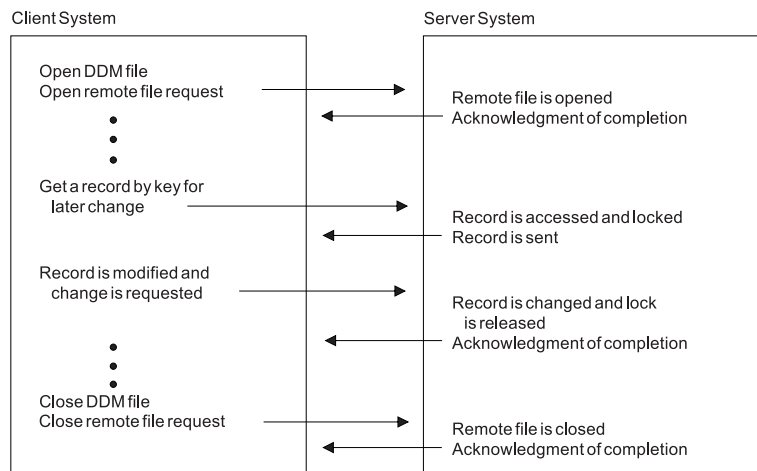 Client System
Server System
Open DDM file
Open remote file request
Remote file is opened
Acknowledgment of completion
Get a record by key for
later change
Record is accessed and locked
Record is sent
Record is modified and
change is requested
Record is changed and lock
is released
Acknowledgment of completion
Close DDM file
Close remote file request
Remote file is closed
Acknowledgment of completion